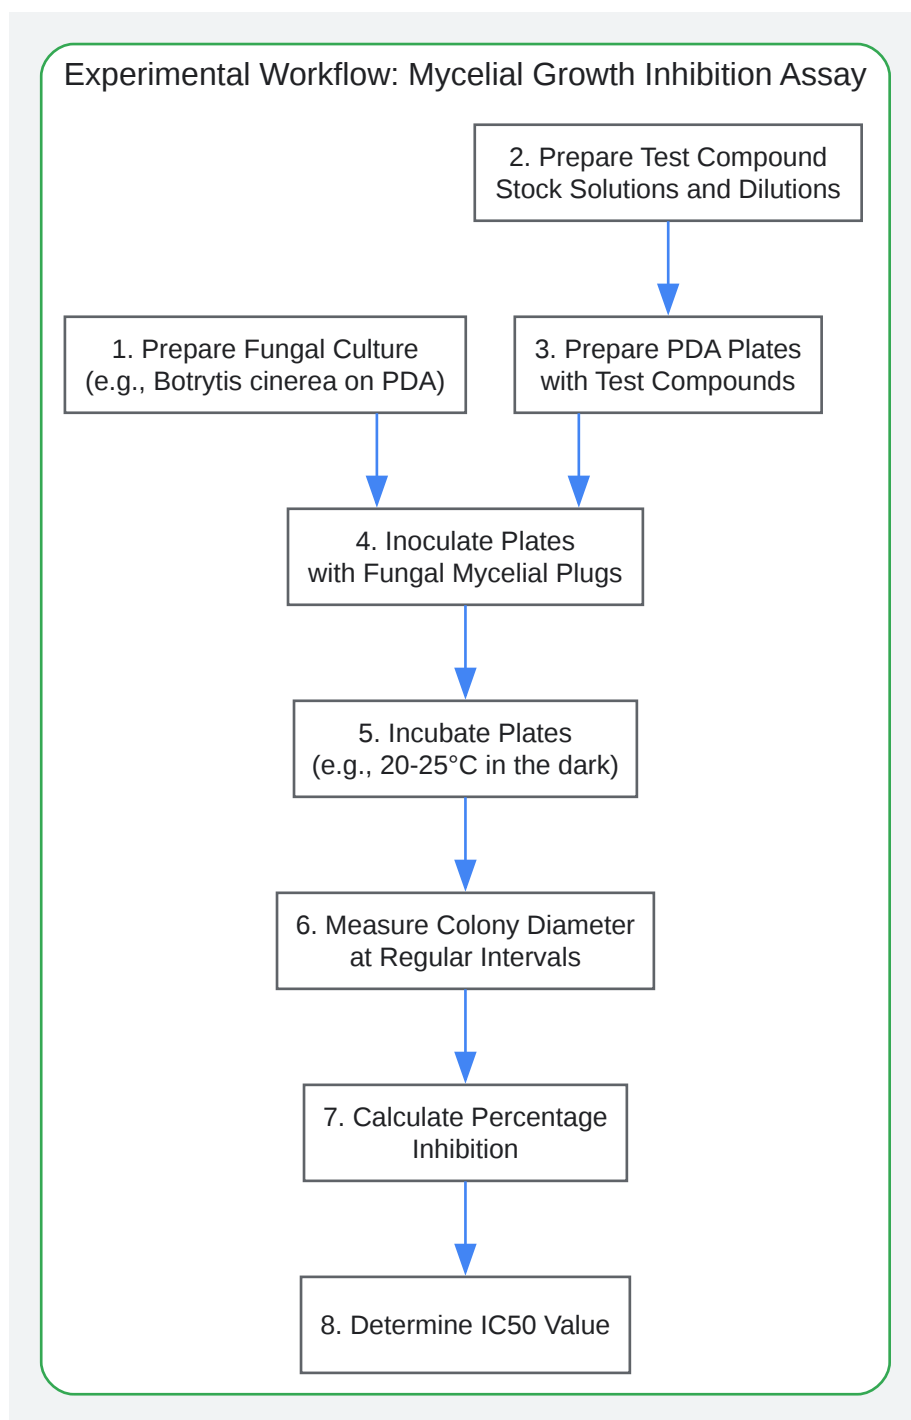 Experimental Workflow: Mycelial Growth Inhibition Assay
2. Prepare Test Compound
Stock Solutions and Dilutions
1. Prepare Fungal Culture
(e.g., Botrytis cinerea on PDA)
3. Prepare PDA Plates
with Test Compounds
4. Inoculate Plates
with Fungal Mycelial Plugs
5. Incubate Plates
(e.g., 20-25°C in the dark)
6. Measure Colony Diameter
at Regular Intervals
7. Calculate Percentage
Inhibition
8. Determine IC50 Value